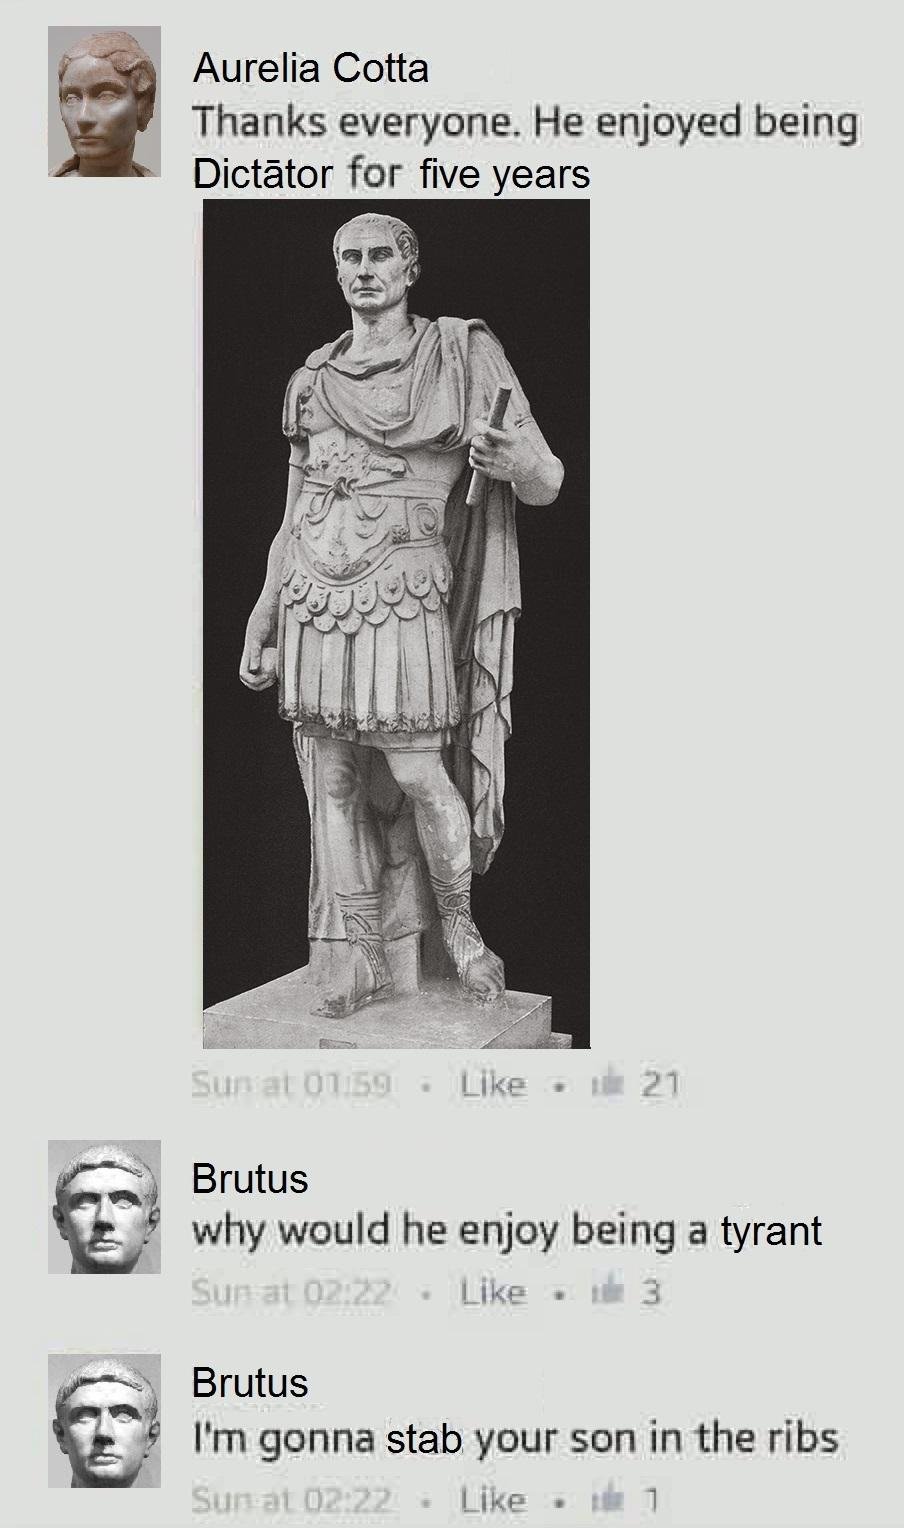 Aurelia Cotta
Thanks everyone. He enjoyed being
Dictātor for five years
Sun at 01:59 • Like • 21
Brutus
why would he enjoy being a tyrant
Sun at 02:22 • Like • 3
Brutus
I'm gonna stab your son in the ribs
Sun at 02:22 • Like • 1